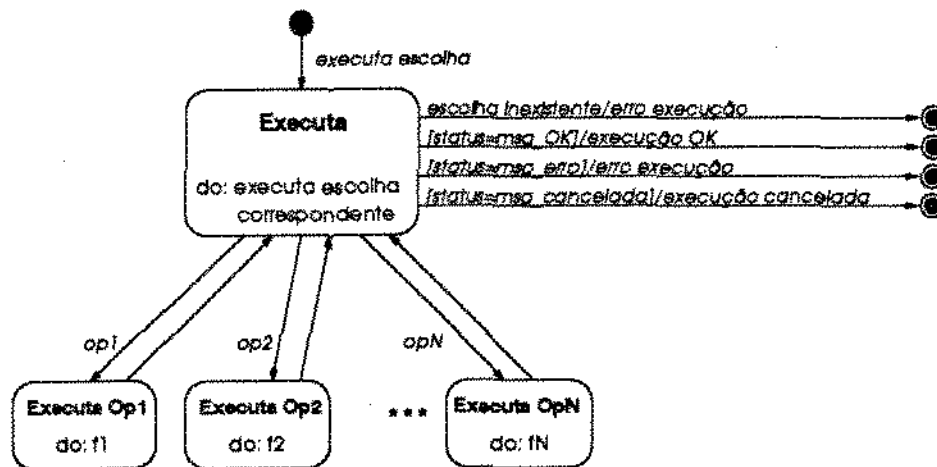 executa escolha
Executa
do: executa escolha
correspondente
escolha inexistente/erro execução
[status=msg_OK]/execução OK
[status=msg_erro]/erro execução
[status=msg_cancelada]/execução cancelada
op1
op2
opN
Executa Op1
do: f1
Executa Op2
do: f2
***
Executa OpN
do: fN